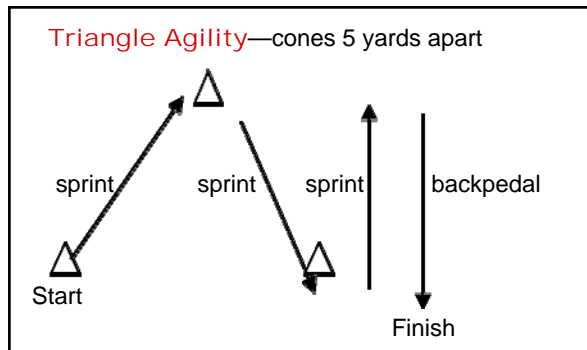 Triangle Agility—cones 5 yards apart
sprint sprint sprint backpedal
Start
Finish